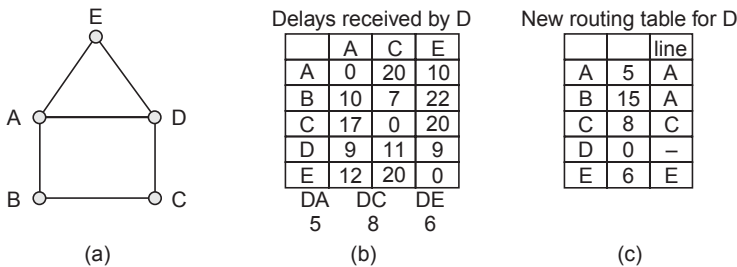 E
A D
B C
(a)
Delays received by D
A C E
A 0 20 10
B 10 7 22
C 17 0 20
D 9 11 9
E 12 20 0
DA DC DE
5 8 6
(b)
New routing table for D
line
A 5 A
B 15 A
C 8 C
D 0 –
E 6 E
(c)